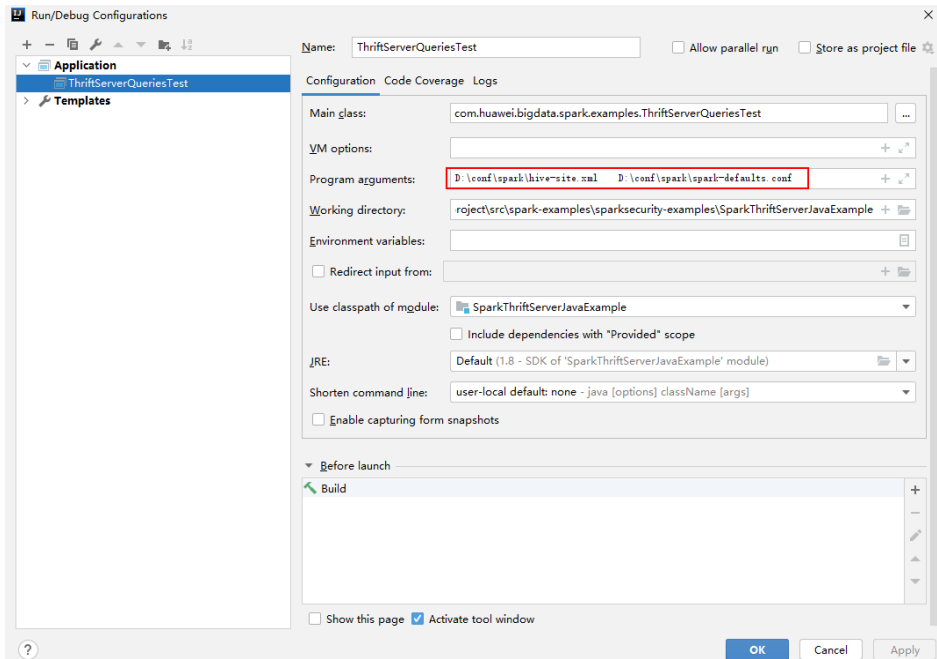 Run/Debug Configurations
Application
ThriftServerQueriesTest
Templates
Name: ThriftServerQueriesTest
Allow parallel run
Store as project file
Configuration Code Coverage Logs
Main class: com.huawei.bigdata.spark.examples.ThriftServerQueriesTest ...
VM options:
Program arguments: D:\conf\spark\hive-site.xml D:\conf\spark\spark-defaults.conf
Working directory: roject\src\spark-examples\sparksecurity-examples\SparkThriftServerJavaExample
Environment variables:
Redirect input from:
Use classpath of module: SparkThriftServerJavaExample
Include dependencies with "Provided" scope
JRE: Default (1.8 - SDK of 'SparkThriftServerJavaExample' module)
Shorten command line: user-local default: none - java [options] className [args]
Enable capturing form snapshots
Before launch
Build
Show this page Activate tool window
? OK Cancel Apply